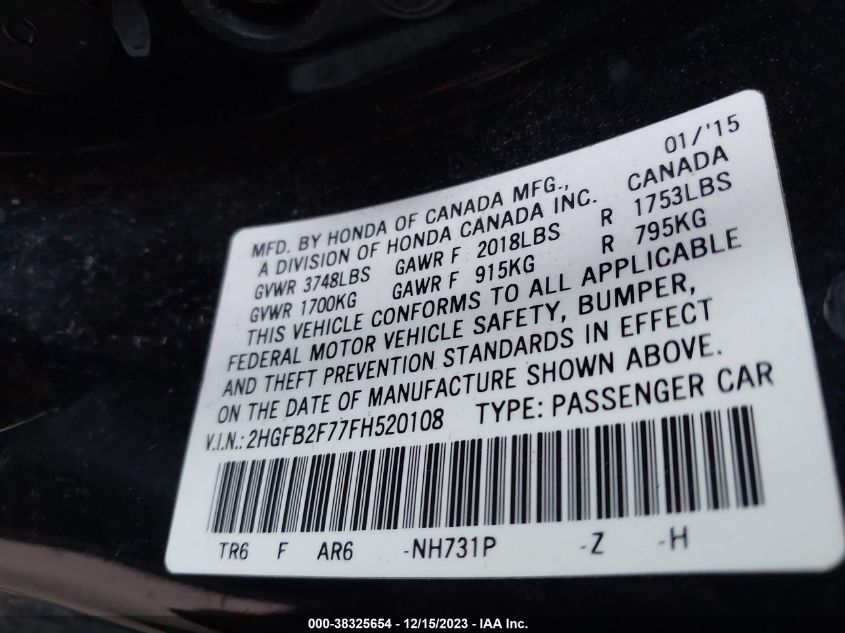 01/'15
MFD. BY HONDA OF CANADA MFG.,
A DIVISION OF HONDA CANADA INC. CANADA
GVWR 3748LBS GAWR F 2018LBS R 1753LBS
GVWR 1700KG GAWR F 915KG R 795KG
THIS VEHICLE CONFORMS TO ALL APPLICABLE
FEDERAL MOTOR VEHICLE SAFETY, BUMPER,
AND THEFT PREVENTION STANDARDS IN EFFECT
ON THE DATE OF MANUFACTURE SHOWN ABOVE.
V.I.N.: 2HGFB2F77FH520108 TYPE: PASSENGER CAR
TR6 F AR6 -NH731P -Z -H
000-38325654 - 12/15/2023 - IAA Inc.